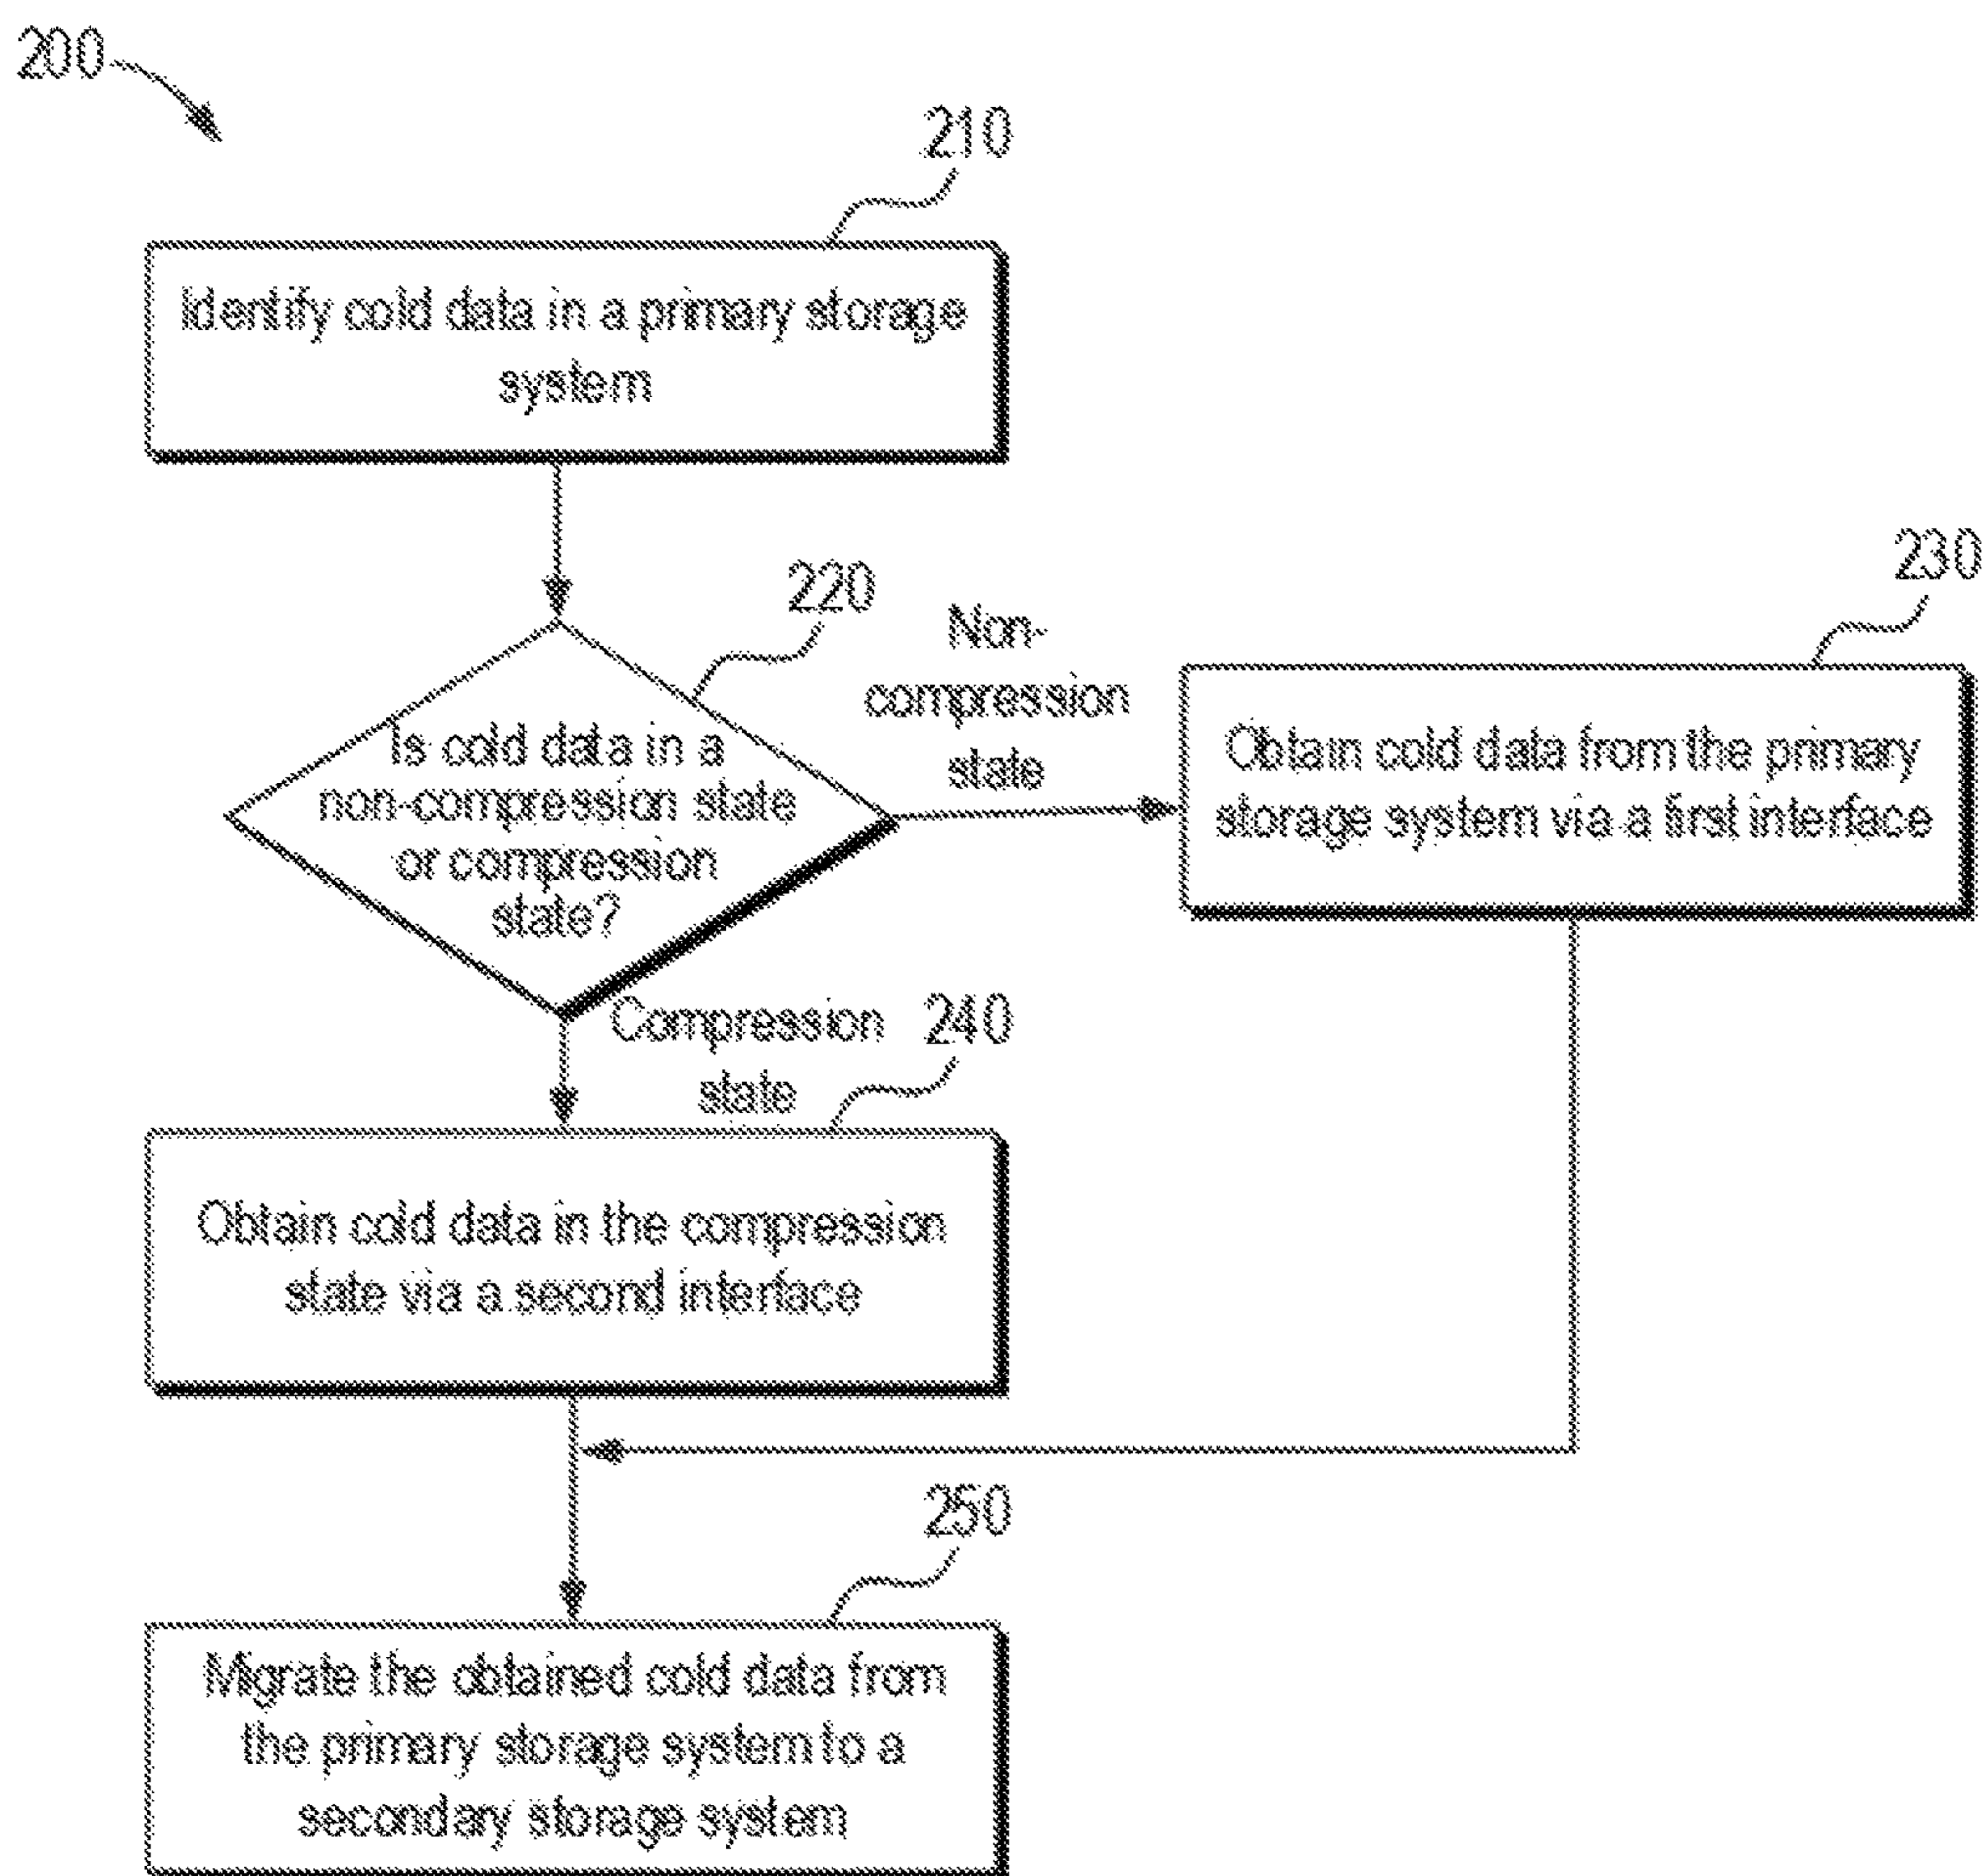 200
210
Identify cold data in a primary storage
system
220
Non-
compression
state
230
Is cold data in a
non-compression state
or compression
state?
Obtain cold data from the primary
storage system via a first interface
Compression
state
240
Obtain cold data in the compression
state via a second interface
250
Migrate the obtained cold data from
the primary storage system to a
secondary storage system